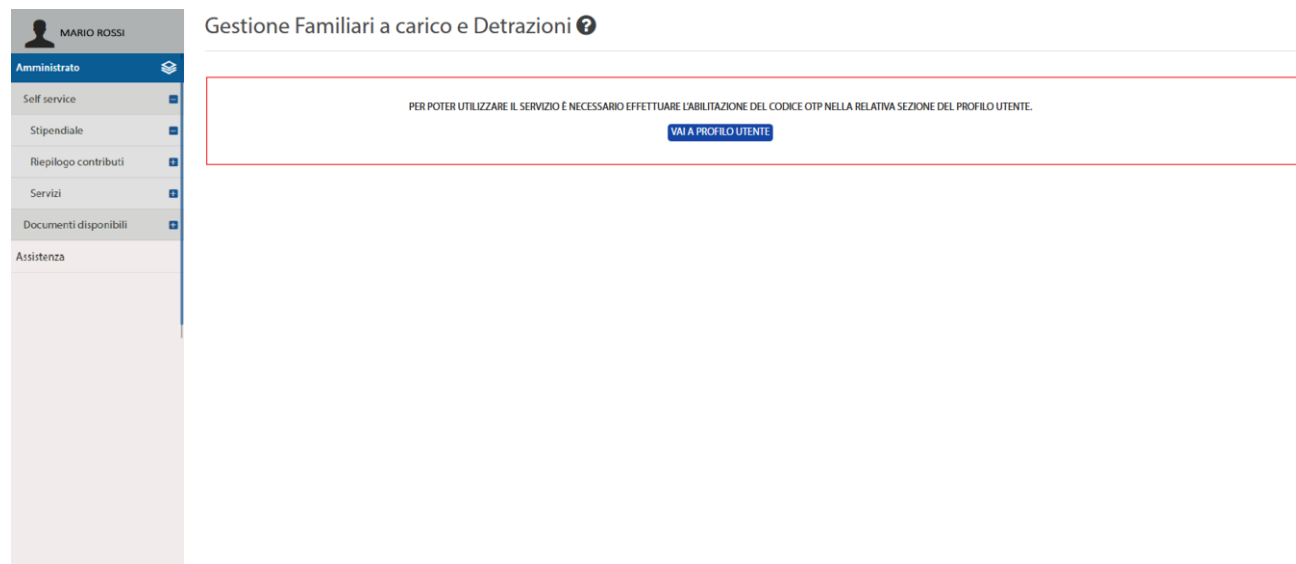 MARIO ROSSI
Amministrato
Self service
Stipendiale
Riepilogo contributi
Servizi
Documenti disponibili
Assistenza
Gestione Familiari a carico e Detrazioni ?
PER POTER UTILIZZARE IL SERVIZIO È NECESSARIO EFFETTUARE L'ABILITAZIONE DEL CODICE OTP NELLA RELATIVA SEZIONE DEL PROFILO UTENTE.
VAI A PROFILO UTENTE